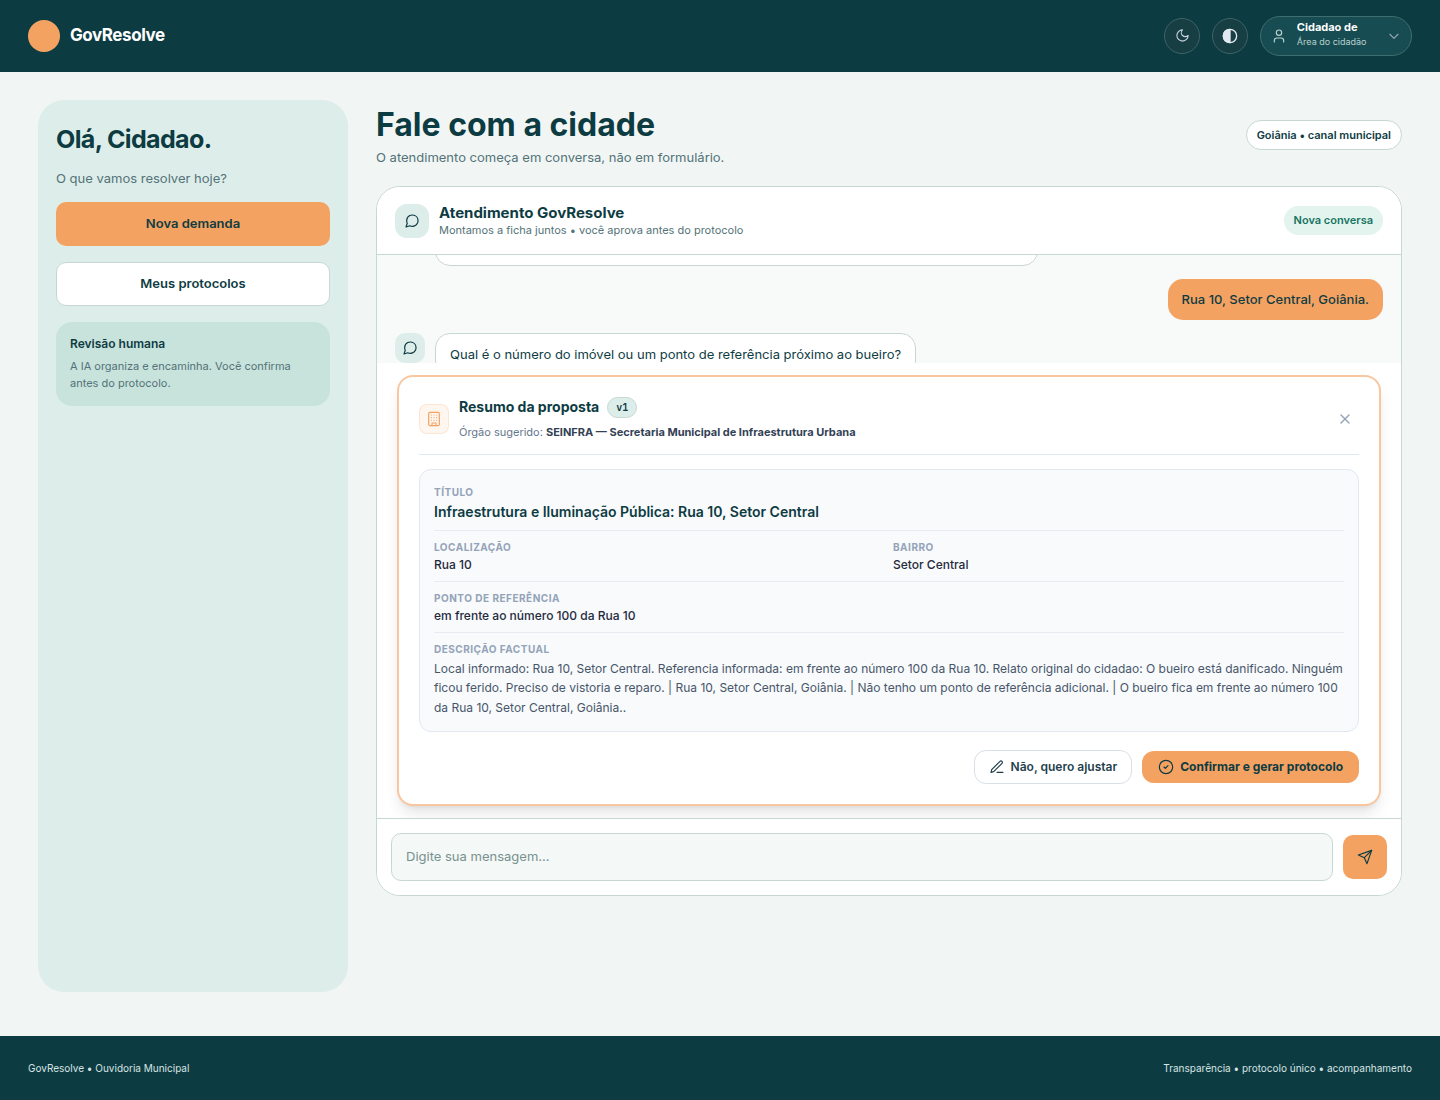 GovResolve
Cidadao de
Área do cidadão
Olá, Cidadao.
O que vamos resolver hoje?
Nova demanda
Meus protocolos
Revisão humana
A IA organiza e encaminha. Você confirma
antes do protocolo.
Fale com a cidade
O atendimento começa em conversa, não em formulário.
Goiânia • canal municipal
Atendimento GovResolve
Montamos a ficha juntos • você aprova antes do protocolo
Nova conversa
Rua 10, Setor Central, Goiânia.
Qual é o número do imóvel ou um ponto de referência próximo ao bueiro?
Resumo da proposta v1
Órgão sugerido: SEINFRA — Secretaria Municipal de Infraestrutura Urbana
TÍTULO
Infraestrutura e Iluminação Pública: Rua 10, Setor Central
LOCALIZAÇÃO
Rua 10
BAIRRO
Setor Central
PONTO DE REFERÊNCIA
em frente ao número 100 da Rua 10
DESCRIÇÃO FACTUAL
Local informado: Rua 10, Setor Central. Referencia informada: em frente ao número 100 da Rua 10. Relato original do cidadao: O bueiro está danificado. Ninguém
ficou ferido. Preciso de vistoria e reparo. | Rua 10, Setor Central, Goiânia. | Não tenho um ponto de referência adicional. | O bueiro fica em frente ao número 100
da Rua 10, Setor Central, Goiânia..
Não, quero ajustar
Confirmar e gerar protocolo
Digite sua mensagem...
GovResolve • Ouvidoria Municipal
Transparência • protocolo único • acompanhamento